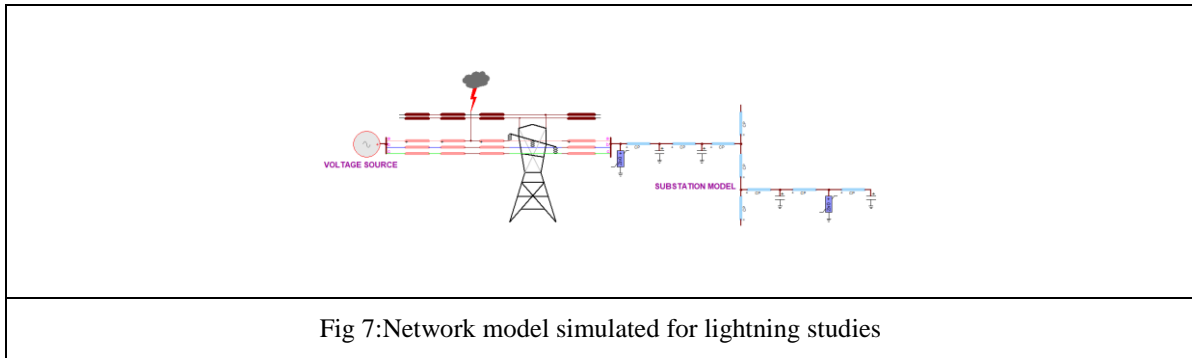 VOLTAGE SOURCE
SUBSTATION MODEL
Fig 7:Network model simulated for lightning studies